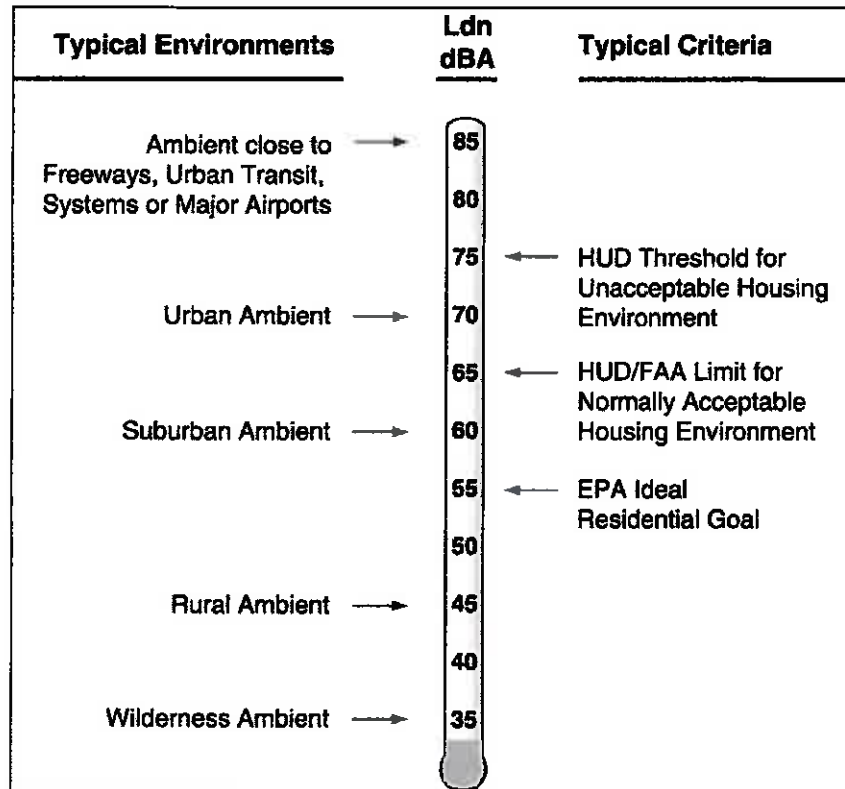 Typical Environments
Ldn
dBA
Typical Criteria
Ambient close to
Freeways, Urban Transit,
Systems or Major Airports
Urban Ambient
Suburban Ambient
Rural Ambient
Wilderness Ambient
85
80
75
70
65
60
55
50
45
40
35
HUD Threshold for
Unacceptable Housing
Environment
HUD/FAA Limit for
Normally Acceptable
Housing Environment
EPA Ideal
Residential Goal